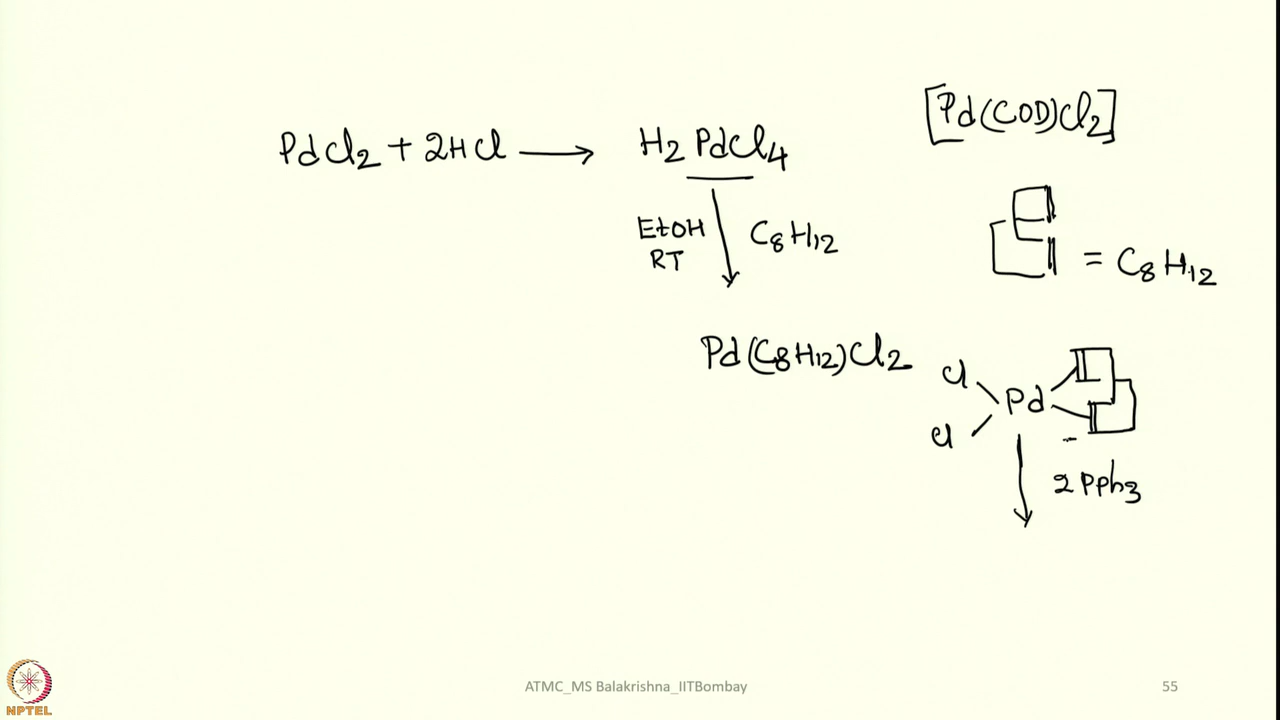 [Pd(COD)Cl2]
PdCl2 + 2HCl ⟶ H2PdCl4
EtOH
RT
C8H12
= C8H12
Pd(C8H12)Cl2
Cl
Pd
Cl
2PPh3
NPTEL
ATMC_MS Balakrishna_IITBombay
55